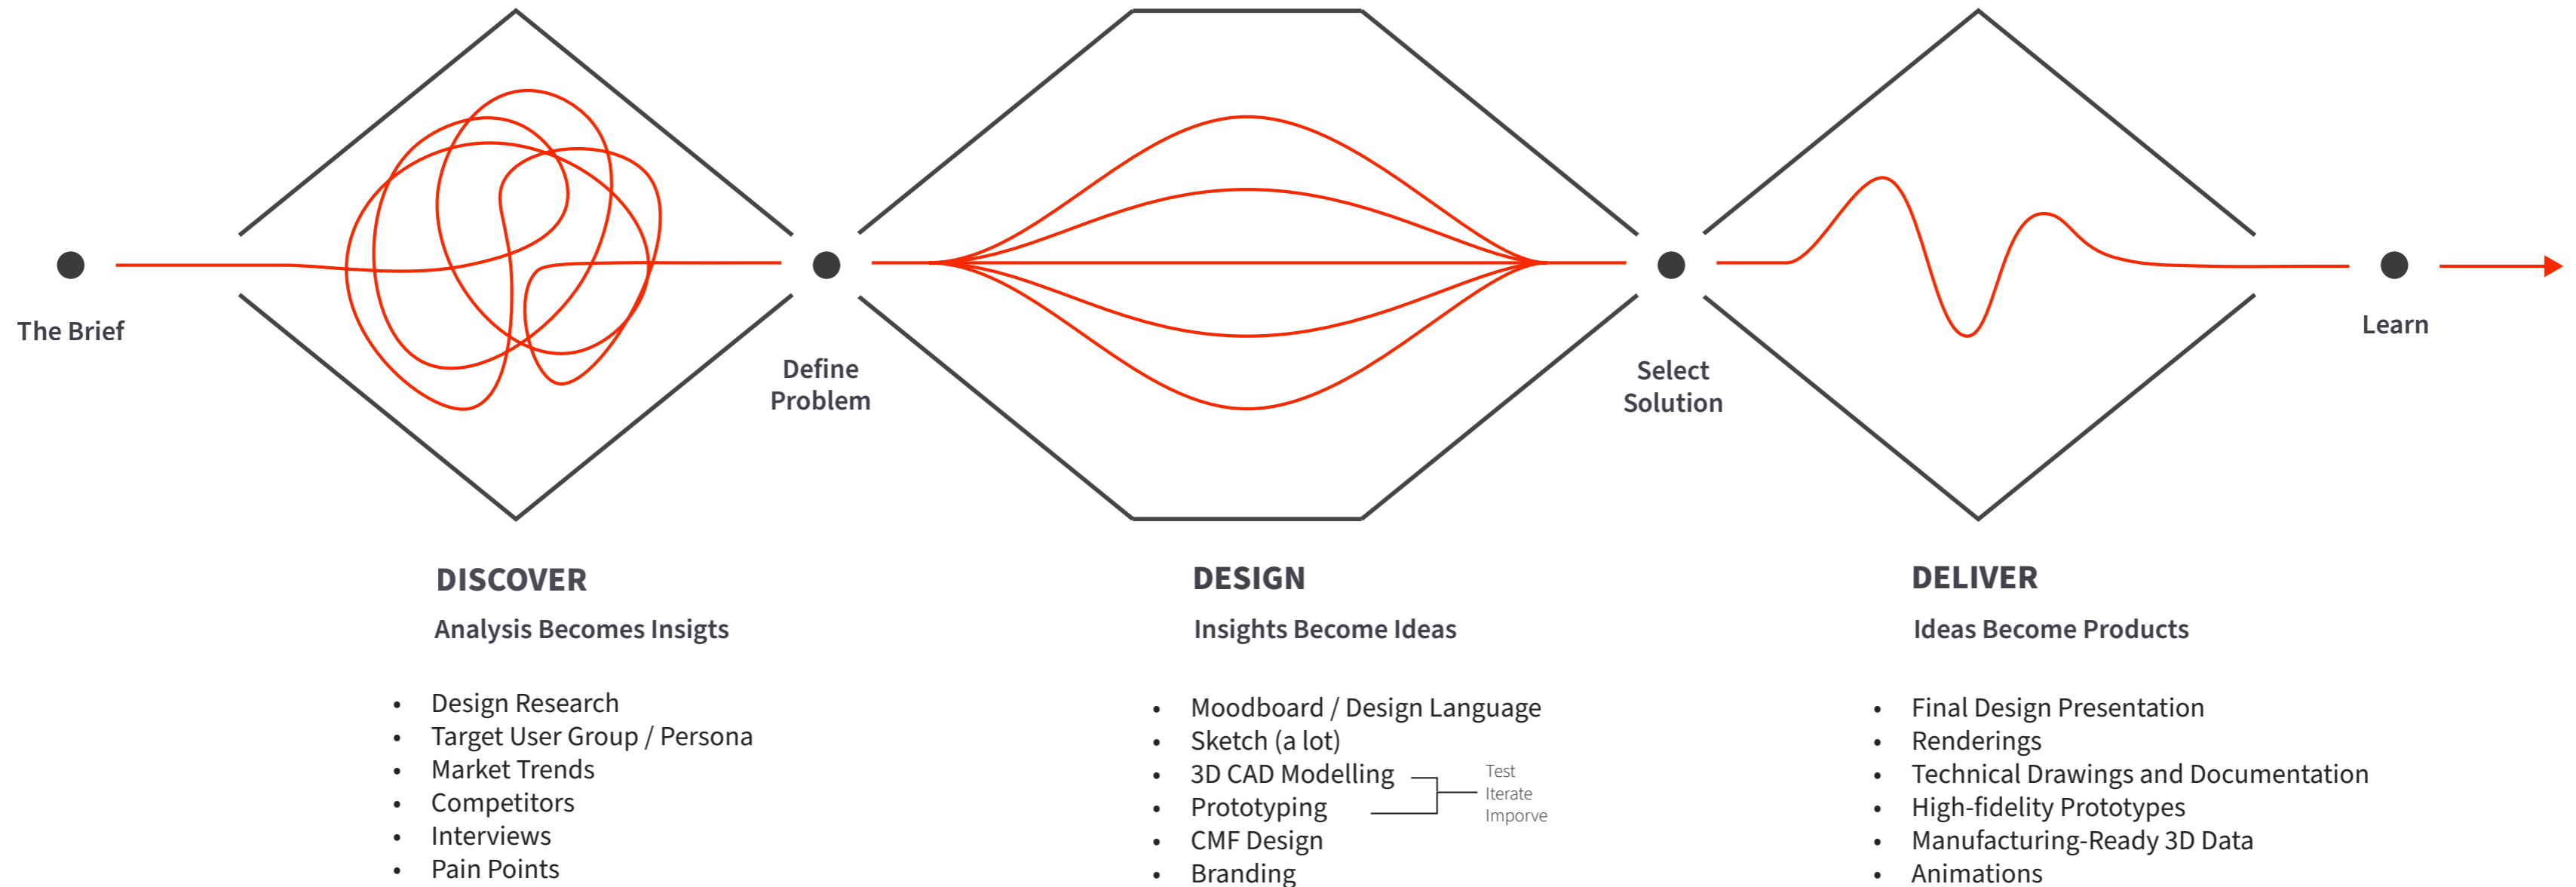 The Brief
Define
Problem
Select
Solution
Learn
DISCOVER
Analysis Becomes Insigts
• Design Research
• Target User Group / Persona
• Market Trends
• Competitors
• Interviews
• Pain Points
DESIGN
Insights Become Ideas
• Moodboard / Design Language
• Sketch (a lot)
• 3D CAD Modelling
• Prototyping
Test
Iterate
Imporve
• CMF Design
• Branding
DELIVER
Ideas Become Products
• Final Design Presentation
• Renderings
• Technical Drawings and Documentation
• High-fidelity Prototypes
• Manufacturing-Ready 3D Data
• Animations